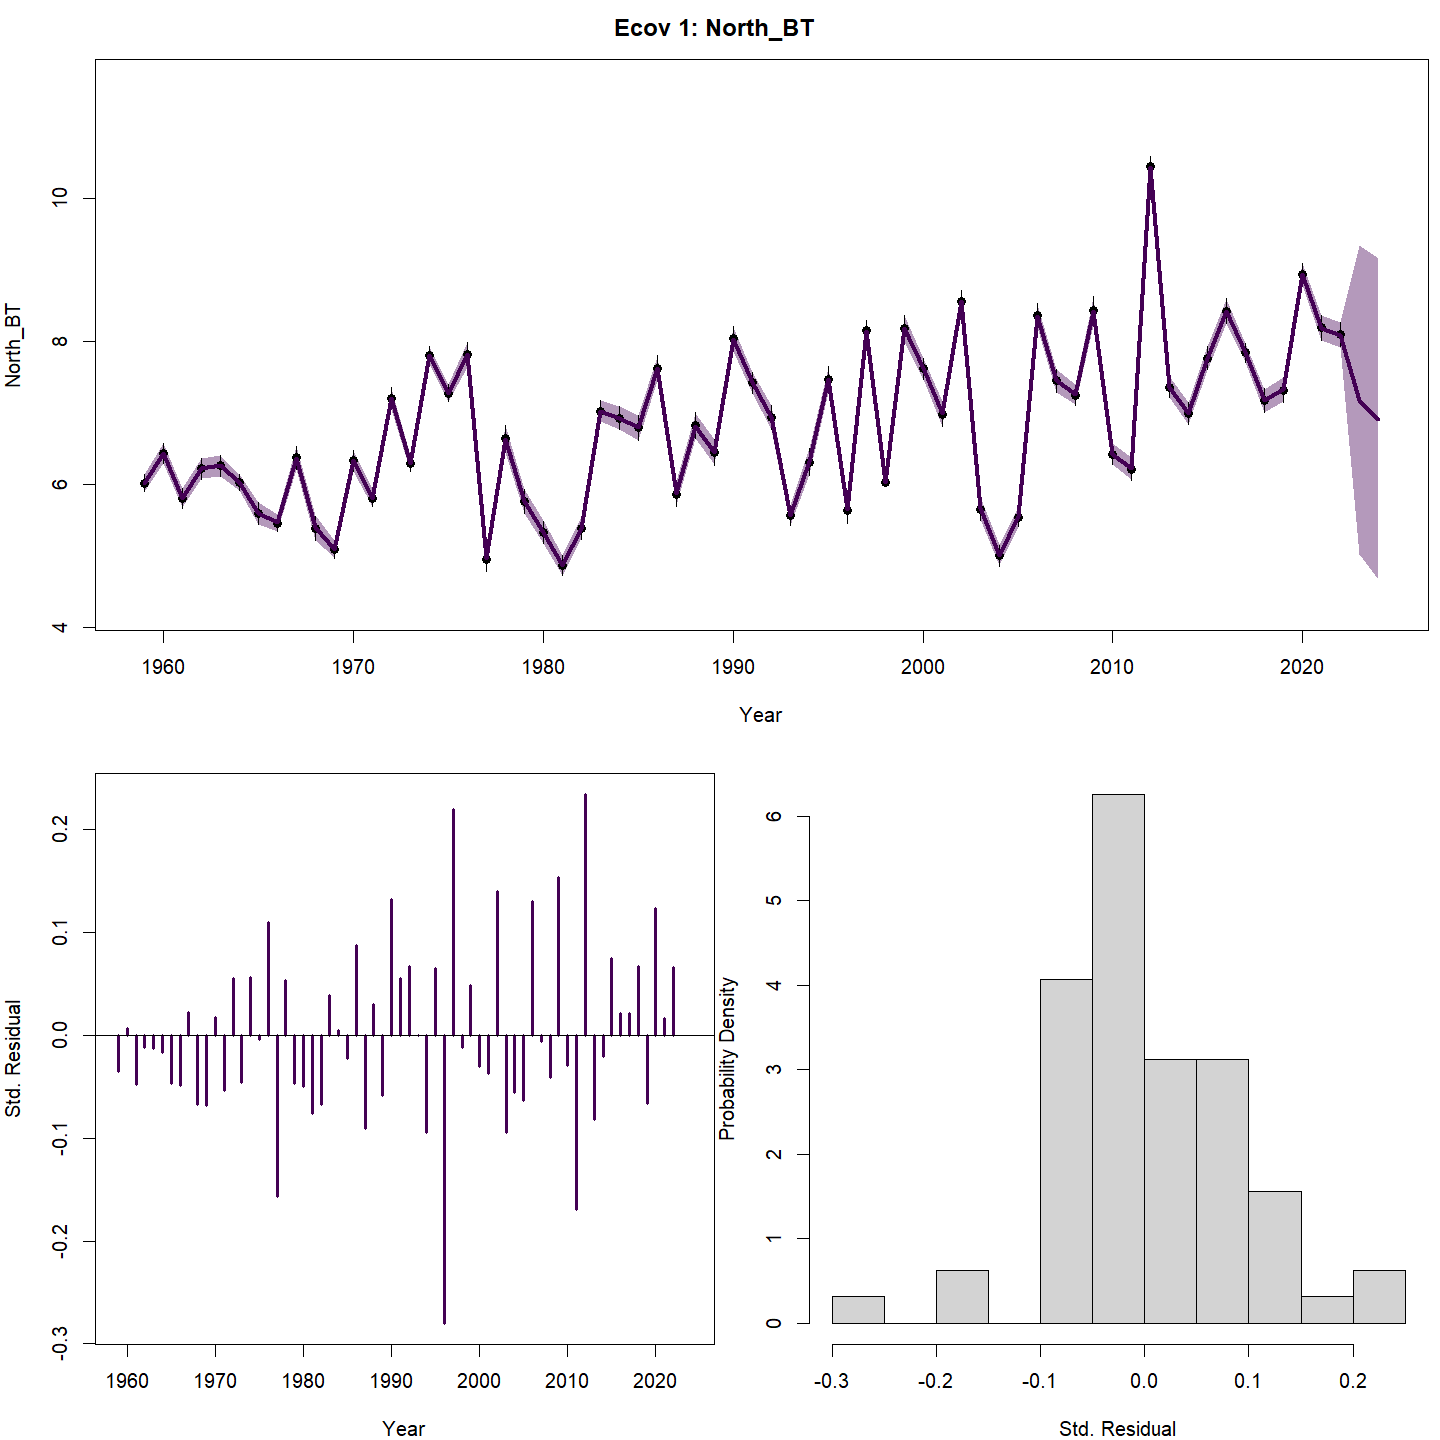 Ecov 1: North_BT
North_BT
10
8
6
4
1960 1970 1980 1990 2000 2010 2020
Year
Std. Residual
0.2
0.1
0.0
-0.1
-0.2
-0.3
1960 1970 1980 1990 2000 2010 2020
Year
Probability Density
6
5
4
3
2
1
0
-0.3 -0.2 -0.1 0.0 0.1 0.2
Std. Residual